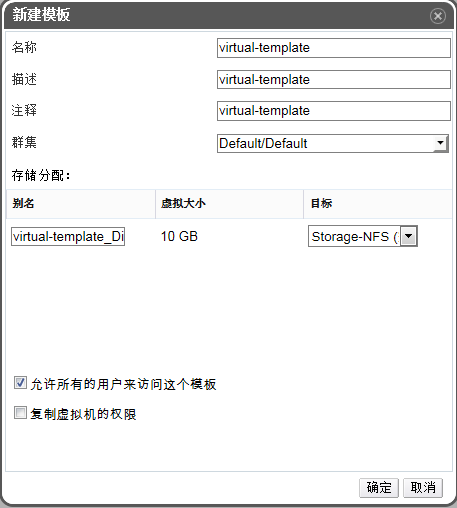 新建模板
名称 virtual-template
描述 virtual-template
注释 virtual-template
群集 Default/Default
存储分配：
别名 虚拟大小 目标
virtual-template_Di 10 GB Storage-NFS (
允许所有的用户来访问这个模板
复制虚拟机的权限
确定 取消